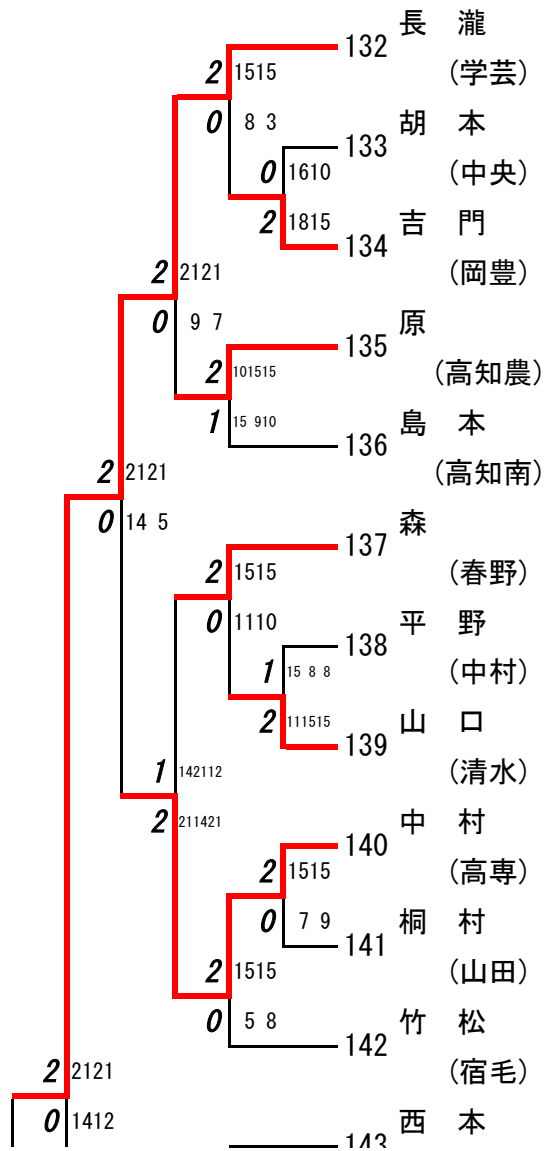 長 瀧
132
2 1515 (学芸)
0 8 3 胡 本
133
0 1610 (中央)
2 1815 吉 門
134
2 2121 (岡豊)
0 9 7 原
135
2 101515 (高知農)
1 15 910 島 本
136
2 2121 (高知南)
0 14 5 森
137
2 1515 (春野)
0 1110 平 野
138
1 15 8 8 (中村)
2 111515 山 口
139
1 142112 (清水)
2 211421 中 村
140
2 1515 (高専)
0 7 9 桐 村
141
2 1515 (山田)
0 5 8 竹 松
142
2 2121 (宿毛)
0 1412 西 本
143